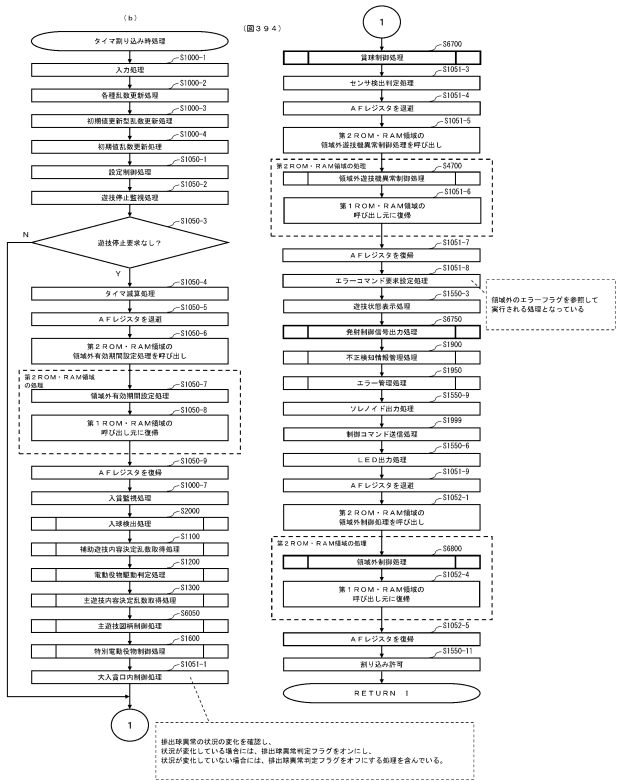 （ｂ）
（図３９４）
タイマ割り込み時処理
S1000-1
入力処理
S1000-2
各種乱数更新処理
S1000-3
初期値更新型乱数更新処理
S1000-4
初期値乱数更新処理
S1050-1
設定制御処理
S1050-2
遊技停止監視処理
S1050-3
遊技停止要求なし？
N
Y
S1050-4
タイマ減算処理
S1050-5
ＡＦレジスタを退避
S1050-6
第２ＲＯＭ・ＲＡＭ領域の
領域外有効期間設定処理を呼び出し
第２ＲＯＭ・ＲＡＭ領域
の処理
S1050-7
領域外有効期間設定処理
S1050-8
第１ＲＯＭ・ＲＡＭ領域の
呼び出し元に復帰
S1050-9
ＡＦレジスタを復帰
S1000-7
入賞監視処理
S2000
入球検出処理
S1100
補助遊技内容決定乱数取得処理
S1200
電動役物駆動判定処理
S1300
主遊技内容決定乱数取得処理
S6050
主遊技図柄制御処理
S1600
特別電動役物制御処理
S1051-1
大入賞口内制御処理
1
排出球異常の状況の変化を確認し、
状況が変化している場合には、排出球異常判定フラグをオンにし、
状況が変化していない場合には、排出球異常判定フラグをオフにする処理を含んでいる。
1
S6700
賞球制御処理
S1051-3
センサ検出判定処理
S1051-4
ＡＦレジスタを退避
S1051-5
第２ＲＯＭ・ＲＡＭ領域の
領域外遊技機異常制御処理を呼び出し
第２ＲＯＭ・ＲＡＭ領域の処理
S4700
領域外遊技機異常制御処理
S1051-6
第１ＲＯＭ・ＲＡＭ領域の
呼び出し元に復帰
S1051-7
ＡＦレジスタを復帰
S1051-8
エラーコマンド要求設定処理
領域外のエラーフラグを参照して
実行される処理となっている
S1550-3
遊技状態表示処理
S6750
発射制御信号出力処理
S1900
不正検知情報管理処理
S1950
エラー管理処理
S1550-9
ソレノイド出力処理
S1999
制御コマンド送信処理
S1550-6
ＬＥＤ出力処理
S1051-9
ＡＦレジスタを退避
S1052-1
第２ＲＯＭ・ＲＡＭ領域の
領域外制御処理を呼び出し
第２ＲＯＭ・ＲＡＭ領域の処理
S6800
領域外制御処理
S1052-4
第１ＲＯＭ・ＲＡＭ領域の
呼び出し元に復帰
S1052-5
ＡＦレジスタを復帰
S1550-11
割り込み許可
ＲＥＴＵＲＮ　Ｉ